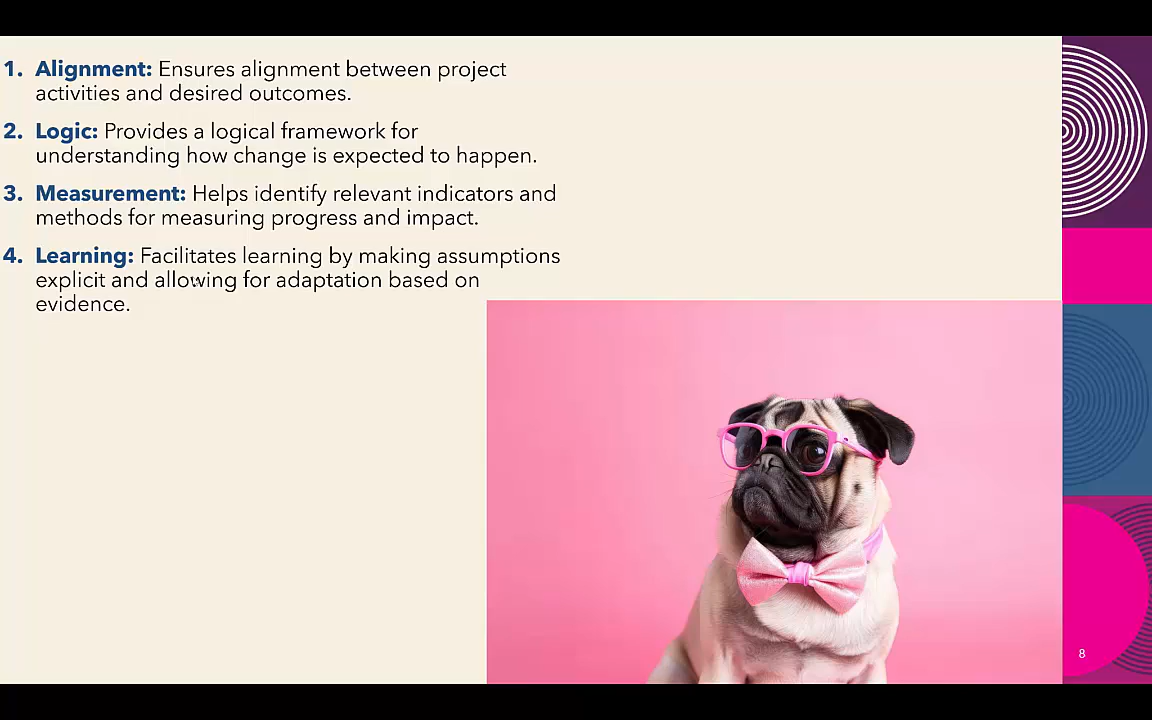 1. Alignment: Ensures alignment between project
activities and desired outcomes.
2. Logic: Provides a logical framework for
understanding how change is expected to happen.
3. Measurement: Helps identify relevant indicators and
methods for measuring progress and impact.
4. Learning: Facilitates learning by making assumptions
explicit and allowing for adaptation based on
evidence.
8